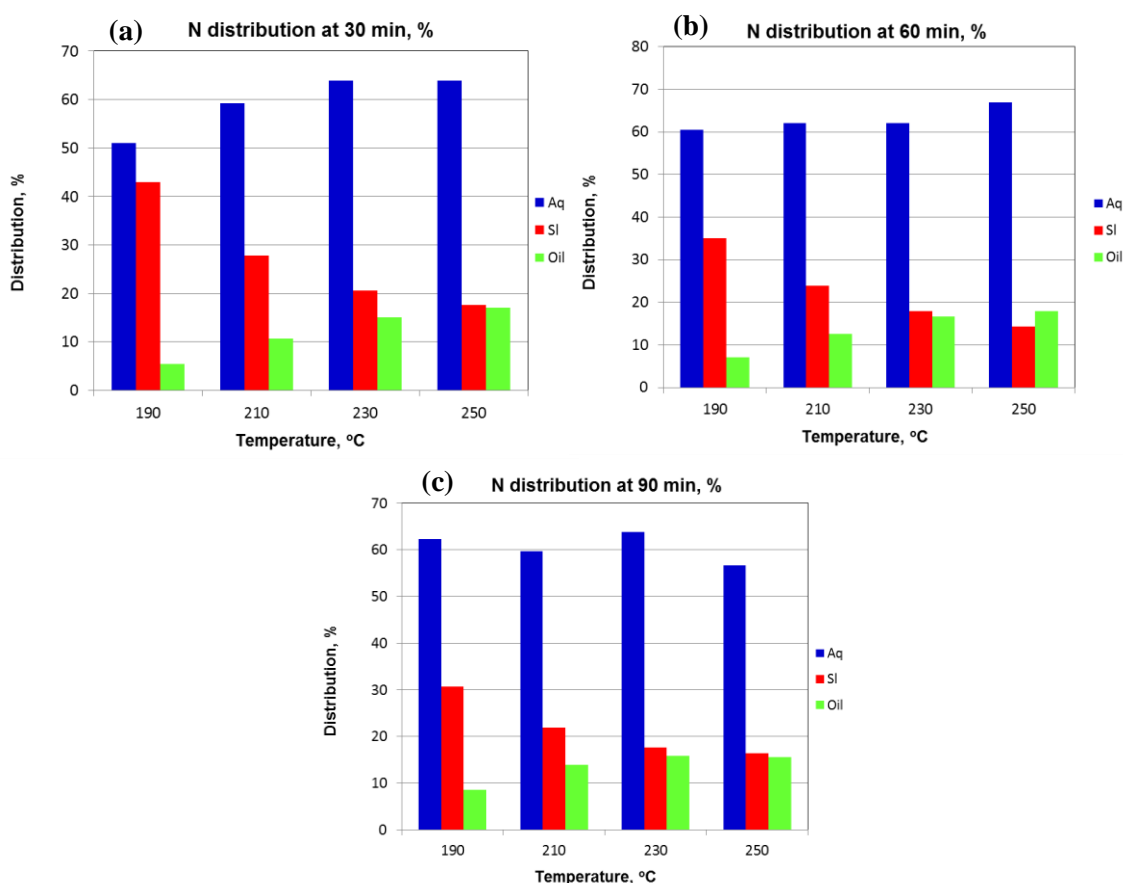 (a)
N distribution at 30 min, %
70
60
50
40
30
20
10
0
Distribution, %
190 210 230 250
Temperature, °C
Aq
Sl
Oil
(b)
N distribution at 60 min, %
80
70
60
50
40
30
20
10
0
Distribution, %
190 210 230 250
Temperature, °C
Aq
Sl
Oil
(c)
N distribution at 90 min, %
70
60
50
40
30
20
10
0
Distribution, %
190 210 230 250
Temperature, °C
Aq
Sl
Oil